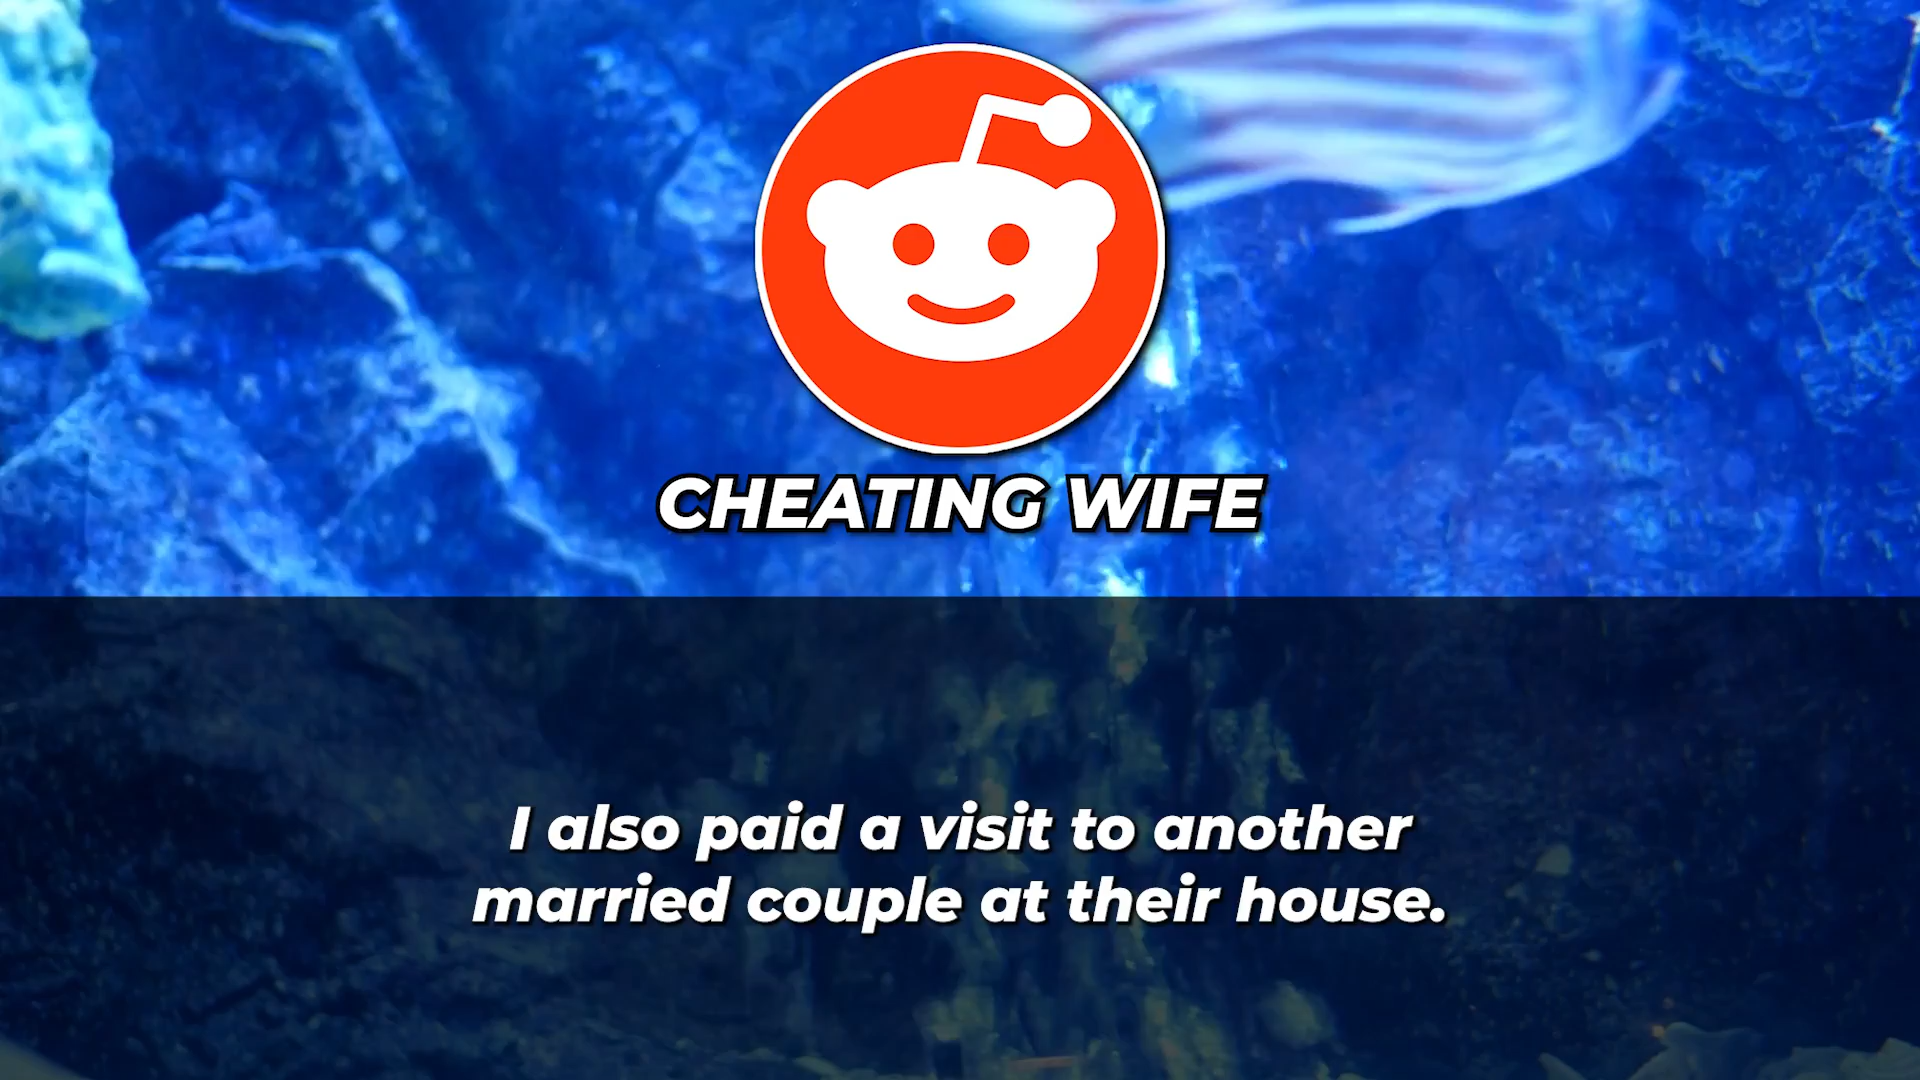 CHEATING WIFE
I also paid a visit to another
married couple at their house.